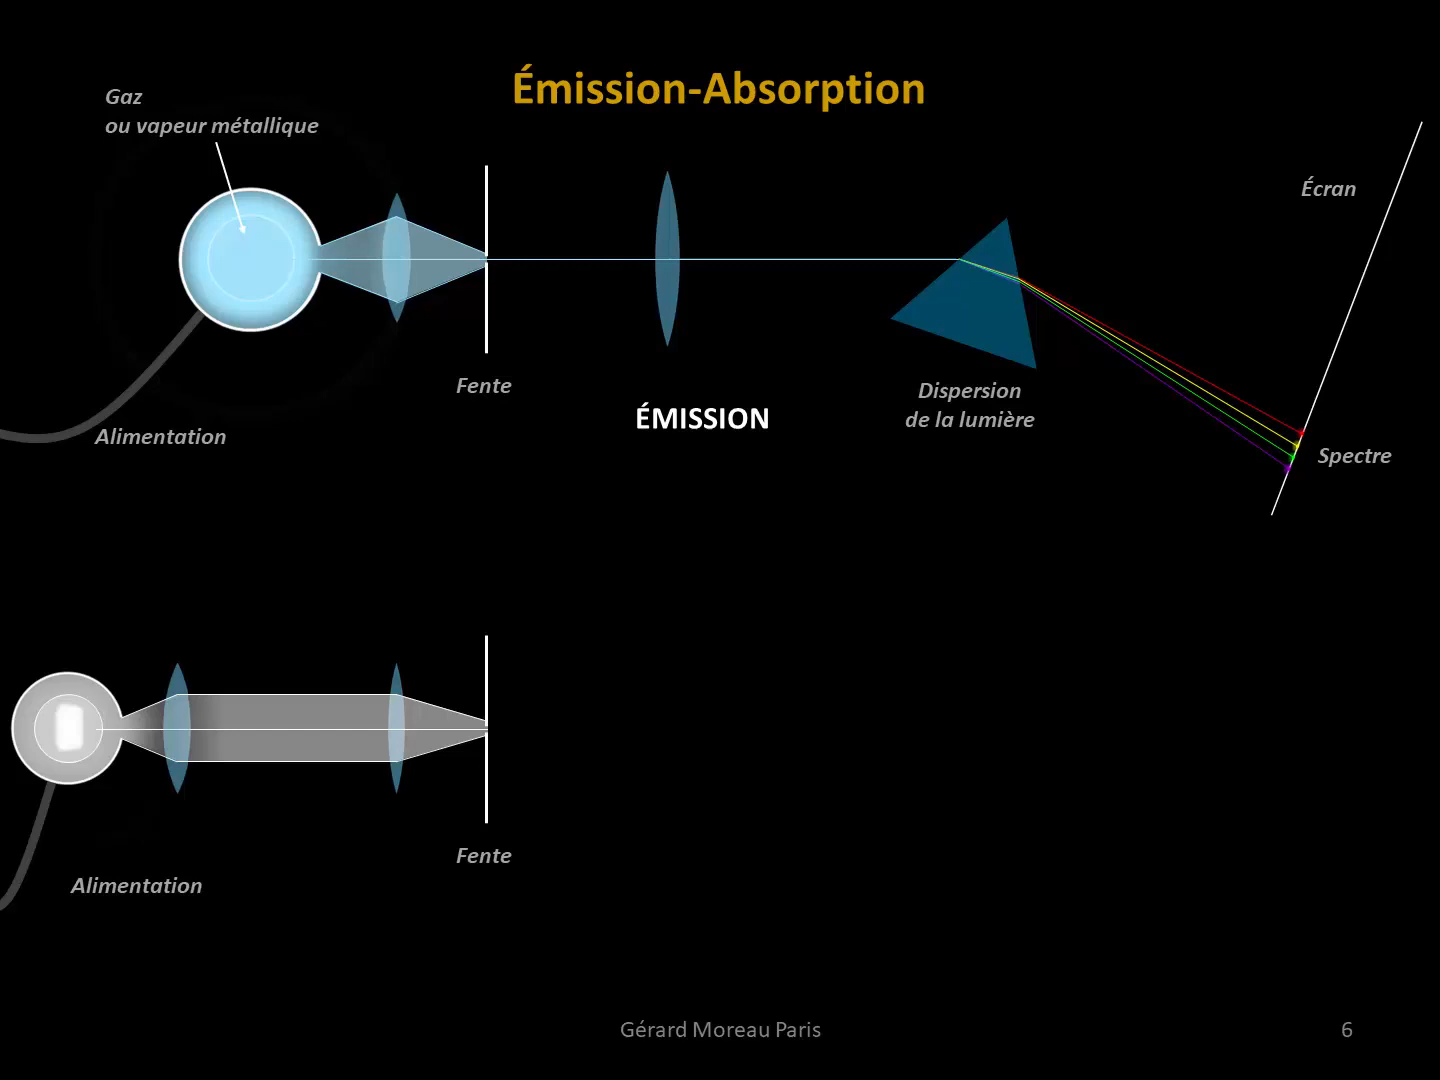 Émission-Absorption
Gaz
ou vapeur métallique
Écran
Fente
Dispersion
de la lumière
ÉMISSION
Alimentation
Spectre
Fente
Alimentation
Gérard Moreau Paris
6